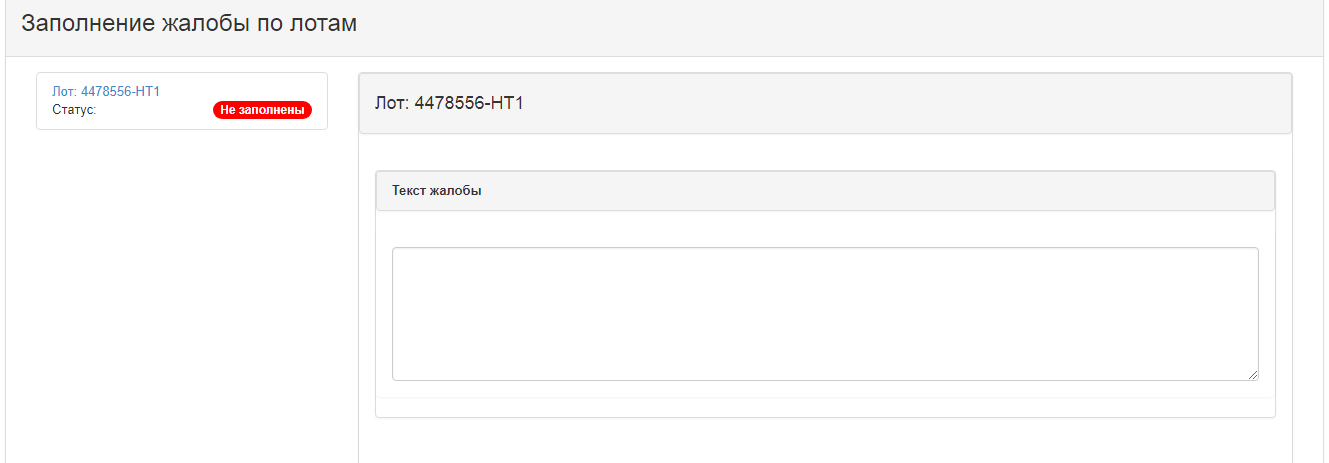 Заполнение жалобы по лотам
Лот: 4478556-НТ1
Статус: Не заполнены
Лот: 4478556-НТ1
Текст жалобы